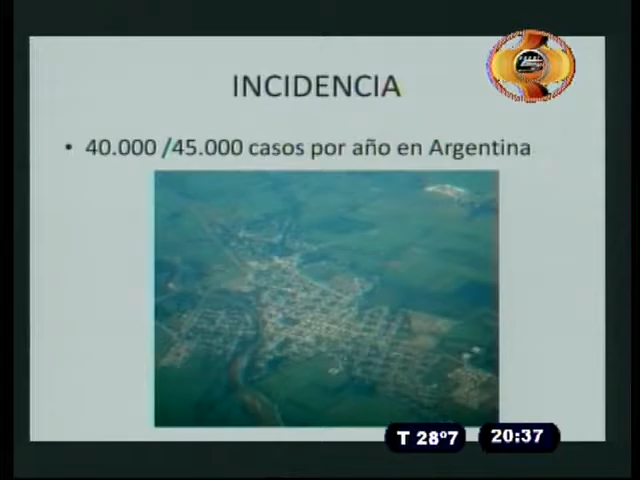 INCIDENCIA
• 40.000 /45.000 casos por año en Argentina
T 28º7
20:37